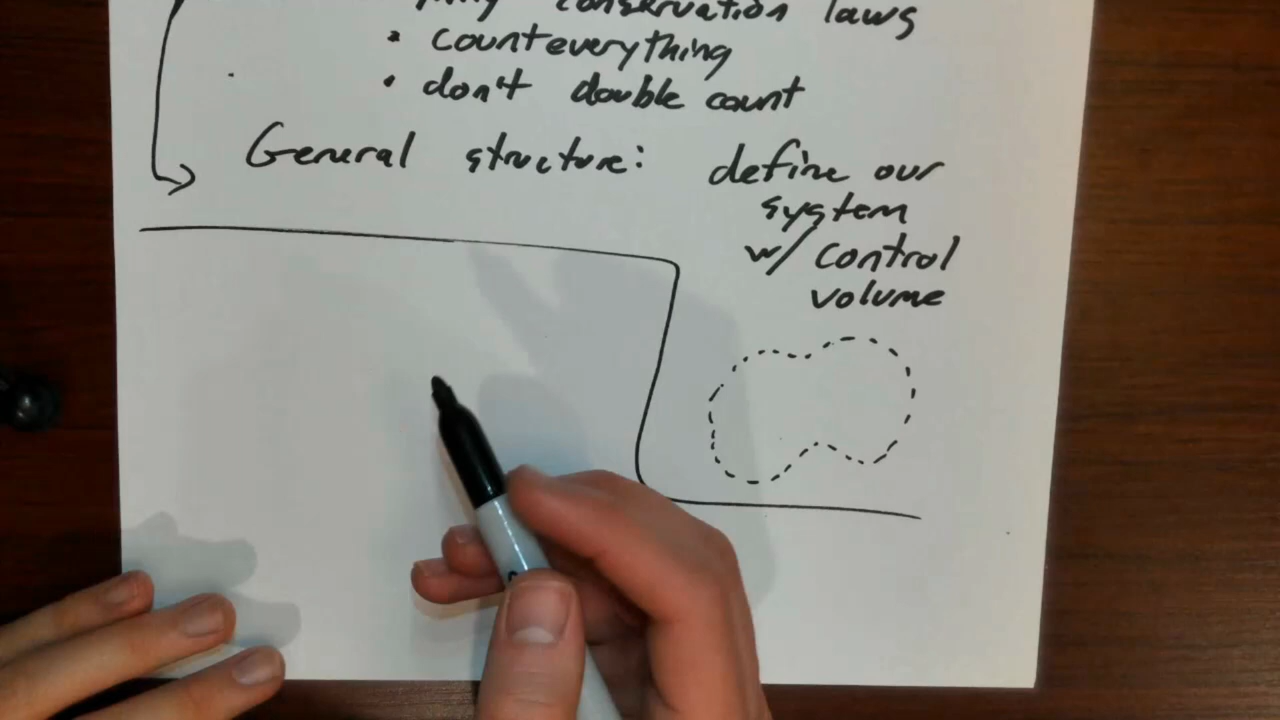 conservation laws
• counteverything
• don't double count
General structure: define our
system
w/ control
volume